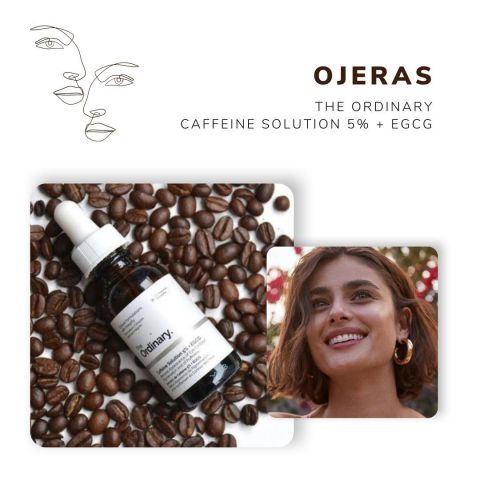 OJERAS
THE ORDINARY
CAFFEINE SOLUTION 5% + EGCG
The
Ordinary.
Caffeine Solution 5% + EGCG